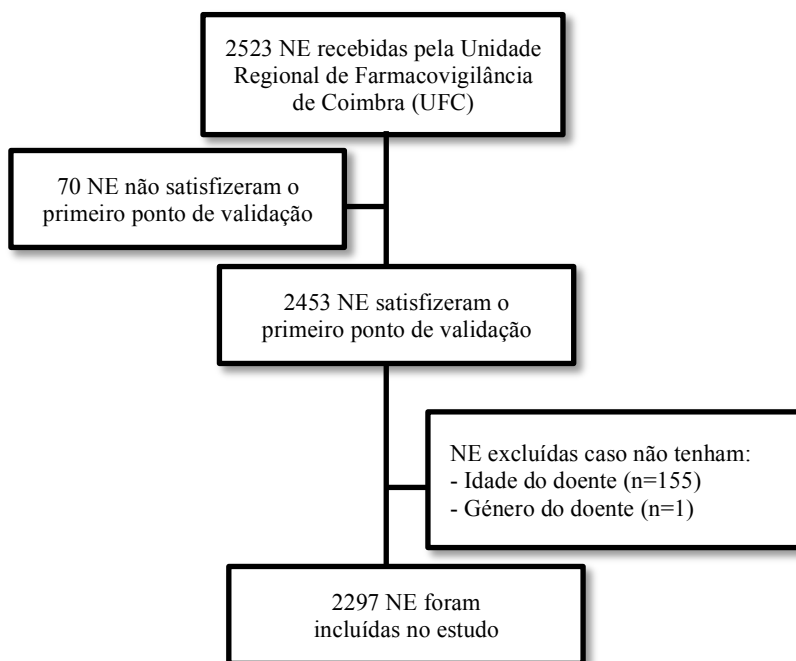 2523 NE recebidas pela Unidade
Regional de Farmacovigilância
de Coimbra (UFC)
70 NE não satisfizeram o
primeiro ponto de validação
2453 NE satisfizeram o
primeiro ponto de validação
NE excluídas caso não tenham:
- Idade do doente (n=155)
- Género do doente (n=1)
2297 NE foram
incluídas no estudo